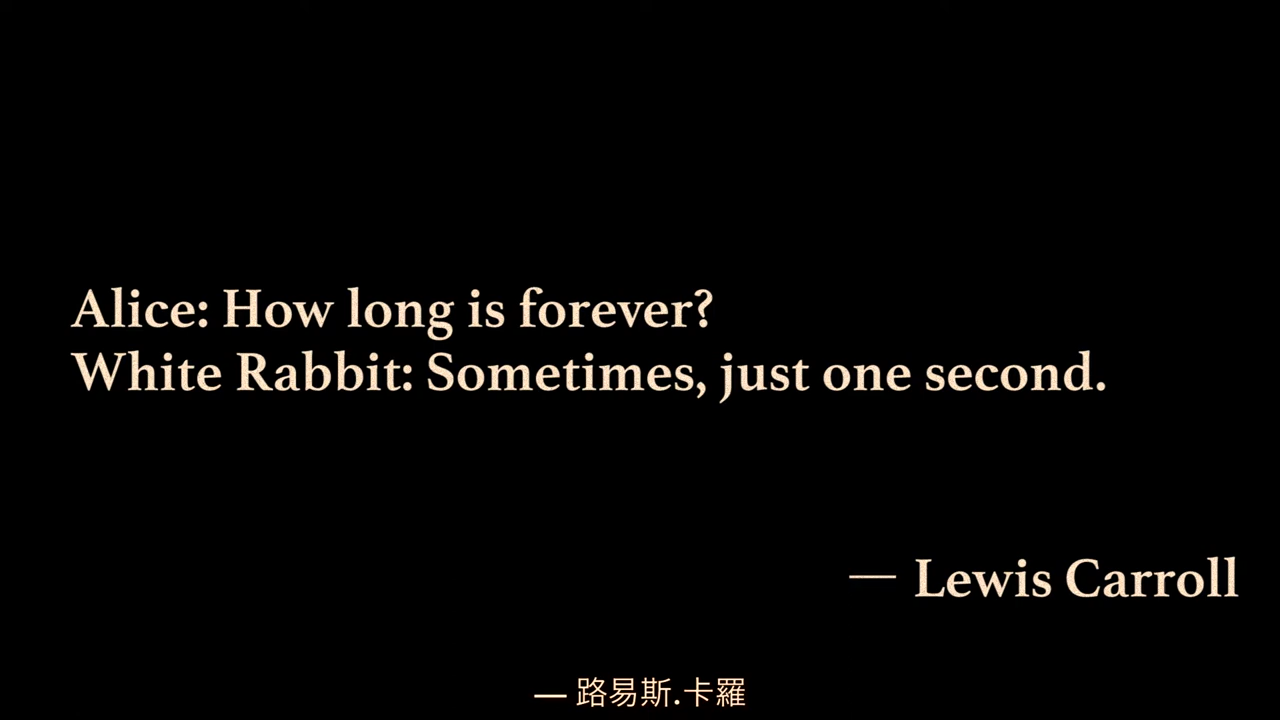 Alice: How long is forever?
White Rabbit: Sometimes, just one second.
— Lewis Carroll
— 路易斯.卡羅